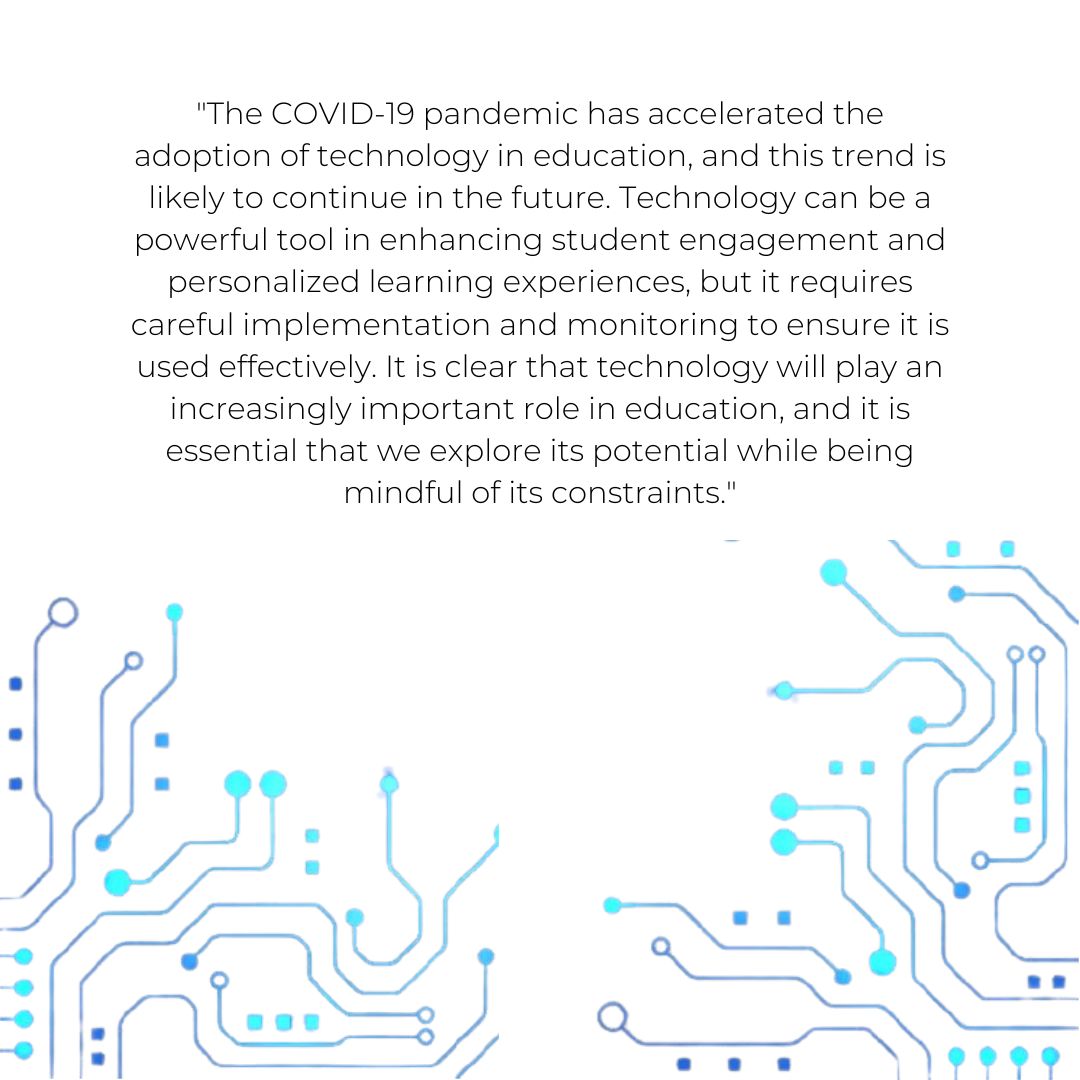 "The COVID-19 pandemic has accelerated the
adoption of technology in education, and this trend is
likely to continue in the future. Technology can be a
powerful tool in enhancing student engagement and
personalized learning experiences, but it requires
careful implementation and monitoring to ensure it is
used effectively. It is clear that technology will play an
increasingly important role in education, and it is
essential that we explore its potential while being
mindful of its constraints."